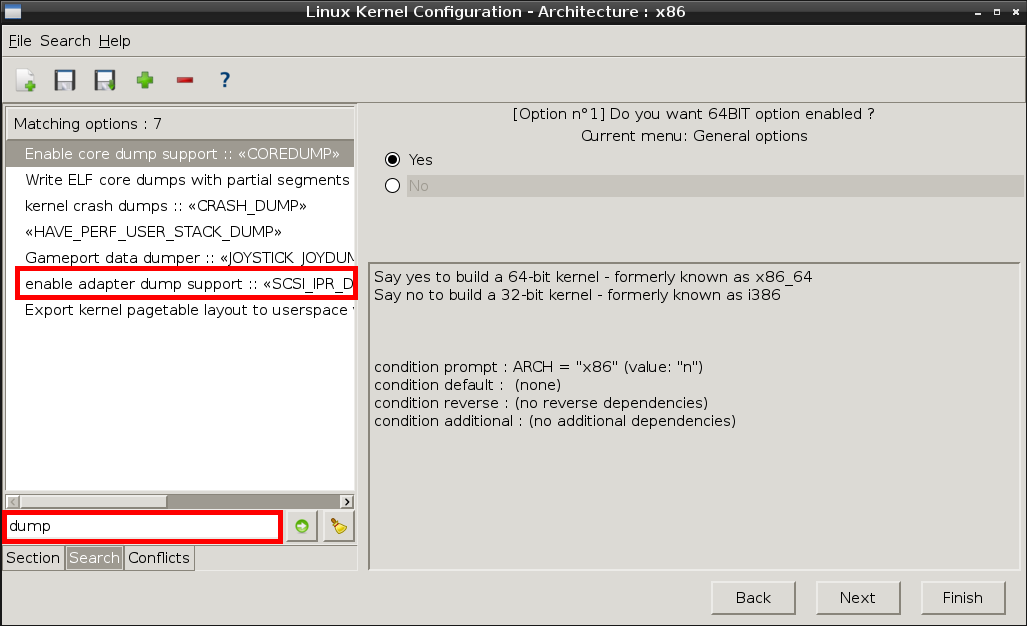 Linux Kernel Configuration - Architecture : x86
File Search Help
?
Matching options : 7
Enable core dump support :: «COREDUMP»
Write ELF core dumps with partial segments
kernel crash dumps :: «CRASH_DUMP»
«HAVE_PERF_USER_STACK_DUMP»
Gameport data dumper :: «JOYSTICK_JOYDUM
enable adapter dump support :: «SCSI_IPR_D
Export kernel pagetable layout to userspace
dump
Section Search Conflicts
[Option n°1] Do you want 64BIT option enabled ?
Current menu: General options
Yes
No
Say yes to build a 64-bit kernel - formerly known as x86_64
Say no to build a 32-bit kernel - formerly known as i386
condition prompt : ARCH = "x86" (value: "n")
condition default :  (none)
condition reverse : (no reverse dependencies)
condition additional : (no additional dependencies)
Back Next Finish